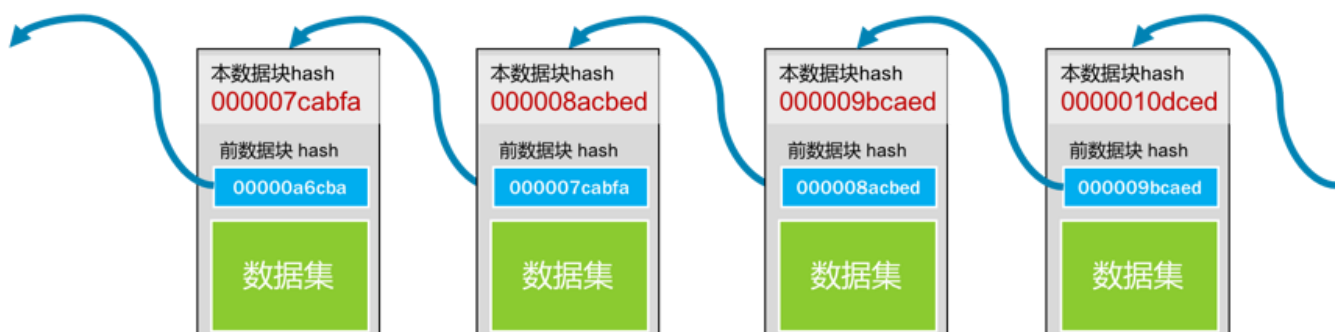 本数据块hash
000007cabfa
前数据块 hash
00000a6cba
数据集
本数据块hash
000008acbed
前数据块 hash
000007cabfa
数据集
本数据块hash
000009bcaed
前数据块 hash
000008acbed
数据集
本数据块hash
0000010dced
前数据块 hash
000009bcaed
数据集